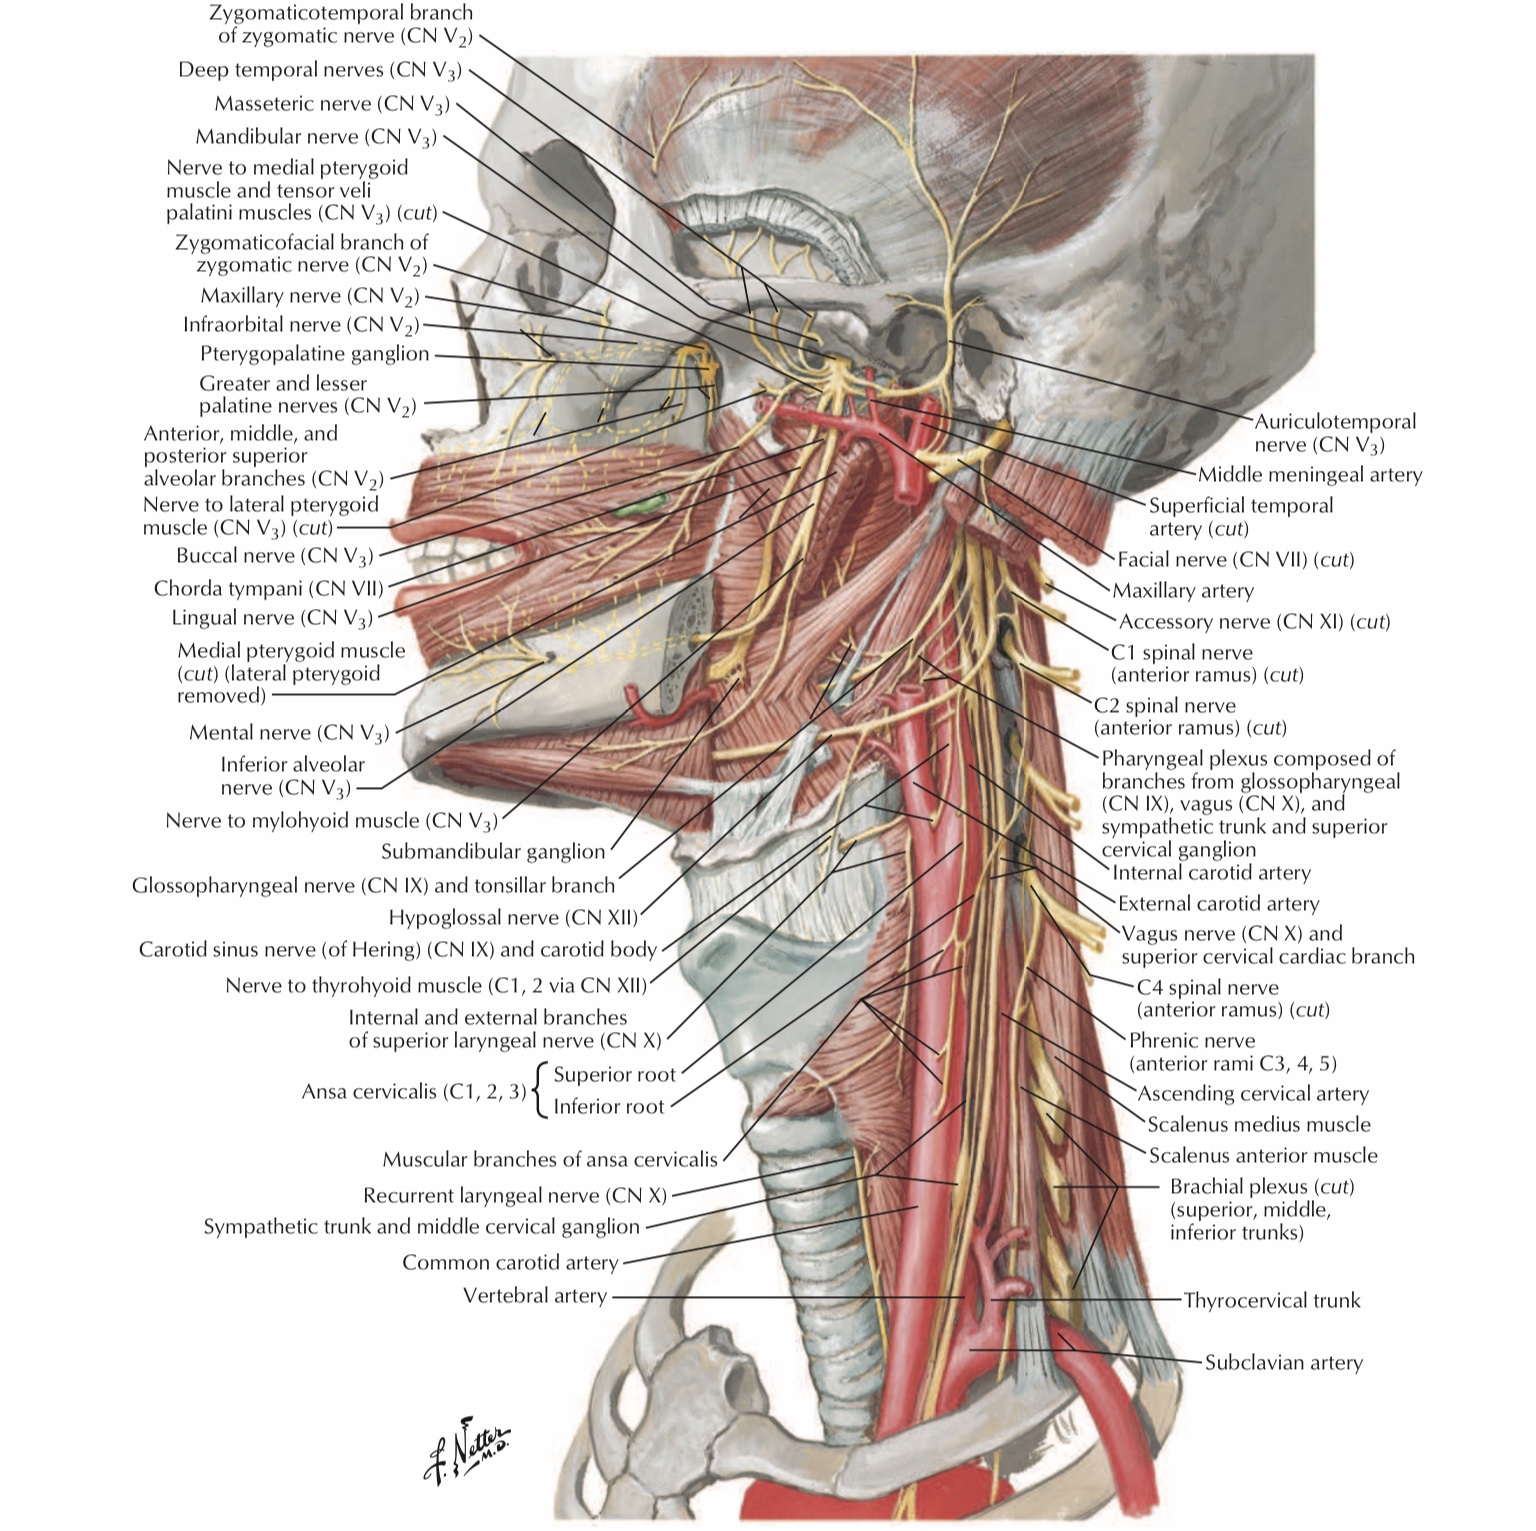 Zygomaticotemporal branch
of zygomatic nerve (CN V2)
Deep temporal nerves (CN V3)
Masseteric nerve (CN V3)
Mandibular nerve (CN V3)
Nerve to medial pterygoid
muscle and tensor veli
palatini muscles (CN V3) (cut)
Zygomaticofacial branch of
zygomatic nerve (CN V2)
Maxillary nerve (CN V2)
Infraorbital nerve (CN V2)
Pterygopalatine ganglion
Greater and lesser
palatine nerves (CN V2)
Anterior, middle, and
posterior superior
alveolar branches (CN V2)
Nerve to lateral pterygoid
muscle (CN V3) (cut)
Buccal nerve (CN V3)
Chorda tympani (CN VII)
Lingual nerve (CN V3)
Medial pterygoid muscle
(cut) (lateral pterygoid
removed)
Mental nerve (CN V3)
Inferior alveolar
nerve (CN V3)
Nerve to mylohyoid muscle (CN V3)
Submandibular ganglion
Glossopharyngeal nerve (CN IX) and tonsillar branch
Hypoglossal nerve (CN XII)
Carotid sinus nerve (of Hering) (CN IX) and carotid body
Nerve to thyrohyoid muscle (C1, 2 via CN XII)
Internal and external branches
of superior laryngeal nerve (CN X)
Ansa cervicalis (C1, 2, 3)
Superior root
Inferior root
Muscular branches of ansa cervicalis
Recurrent laryngeal nerve (CN X)
Sympathetic trunk and middle cervical ganglion
Common carotid artery
Vertebral artery
Auriculotemporal
nerve (CN V3)
Middle meningeal artery
Superficial temporal
artery (cut)
Facial nerve (CN VII) (cut)
Maxillary artery
Accessory nerve (CN XI) (cut)
C1 spinal nerve
(anterior ramus) (cut)
C2 spinal nerve
(anterior ramus) (cut)
Pharyngeal plexus composed of
branches from glossopharyngeal
(CN IX), vagus (CN X), and
sympathetic trunk and superior
cervical ganglion
Internal carotid artery
External carotid artery
Vagus nerve (CN X) and
superior cervical cardiac branch
C4 spinal nerve
(anterior ramus) (cut)
Phrenic nerve
(anterior rami C3, 4, 5)
Ascending cervical artery
Scalenus medius muscle
Scalenus anterior muscle
Brachial plexus (cut)
(superior, middle,
inferior trunks)
Thyrocervical trunk
Subclavian artery
F. Netter
M.D.